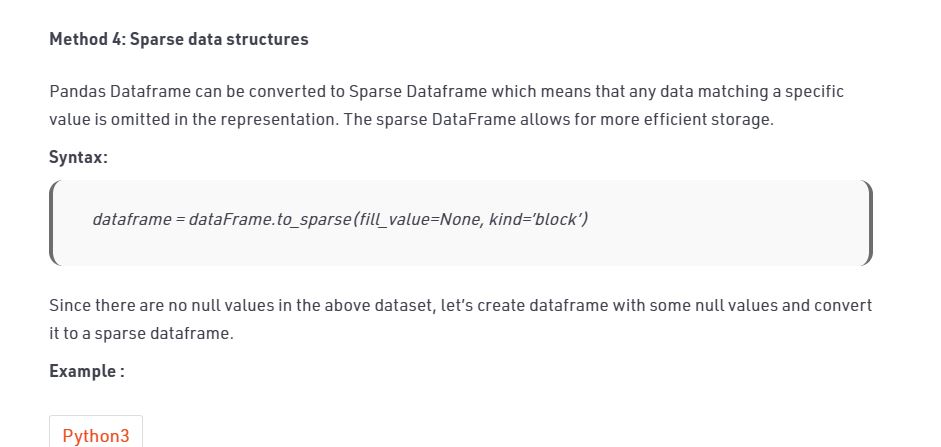 Method 4: Sparse data structures
Pandas Dataframe can be converted to Sparse Dataframe which means that any data matching a specific
value is omitted in the representation. The sparse DataFrame allows for more efficient storage.
Syntax:
dataframe = dataFrame.to_sparse(fill_value=None, kind=’block’)
Since there are no null values in the above dataset, let’s create dataframe with some null values and convert
it to a sparse dataframe.
Example :
Python3